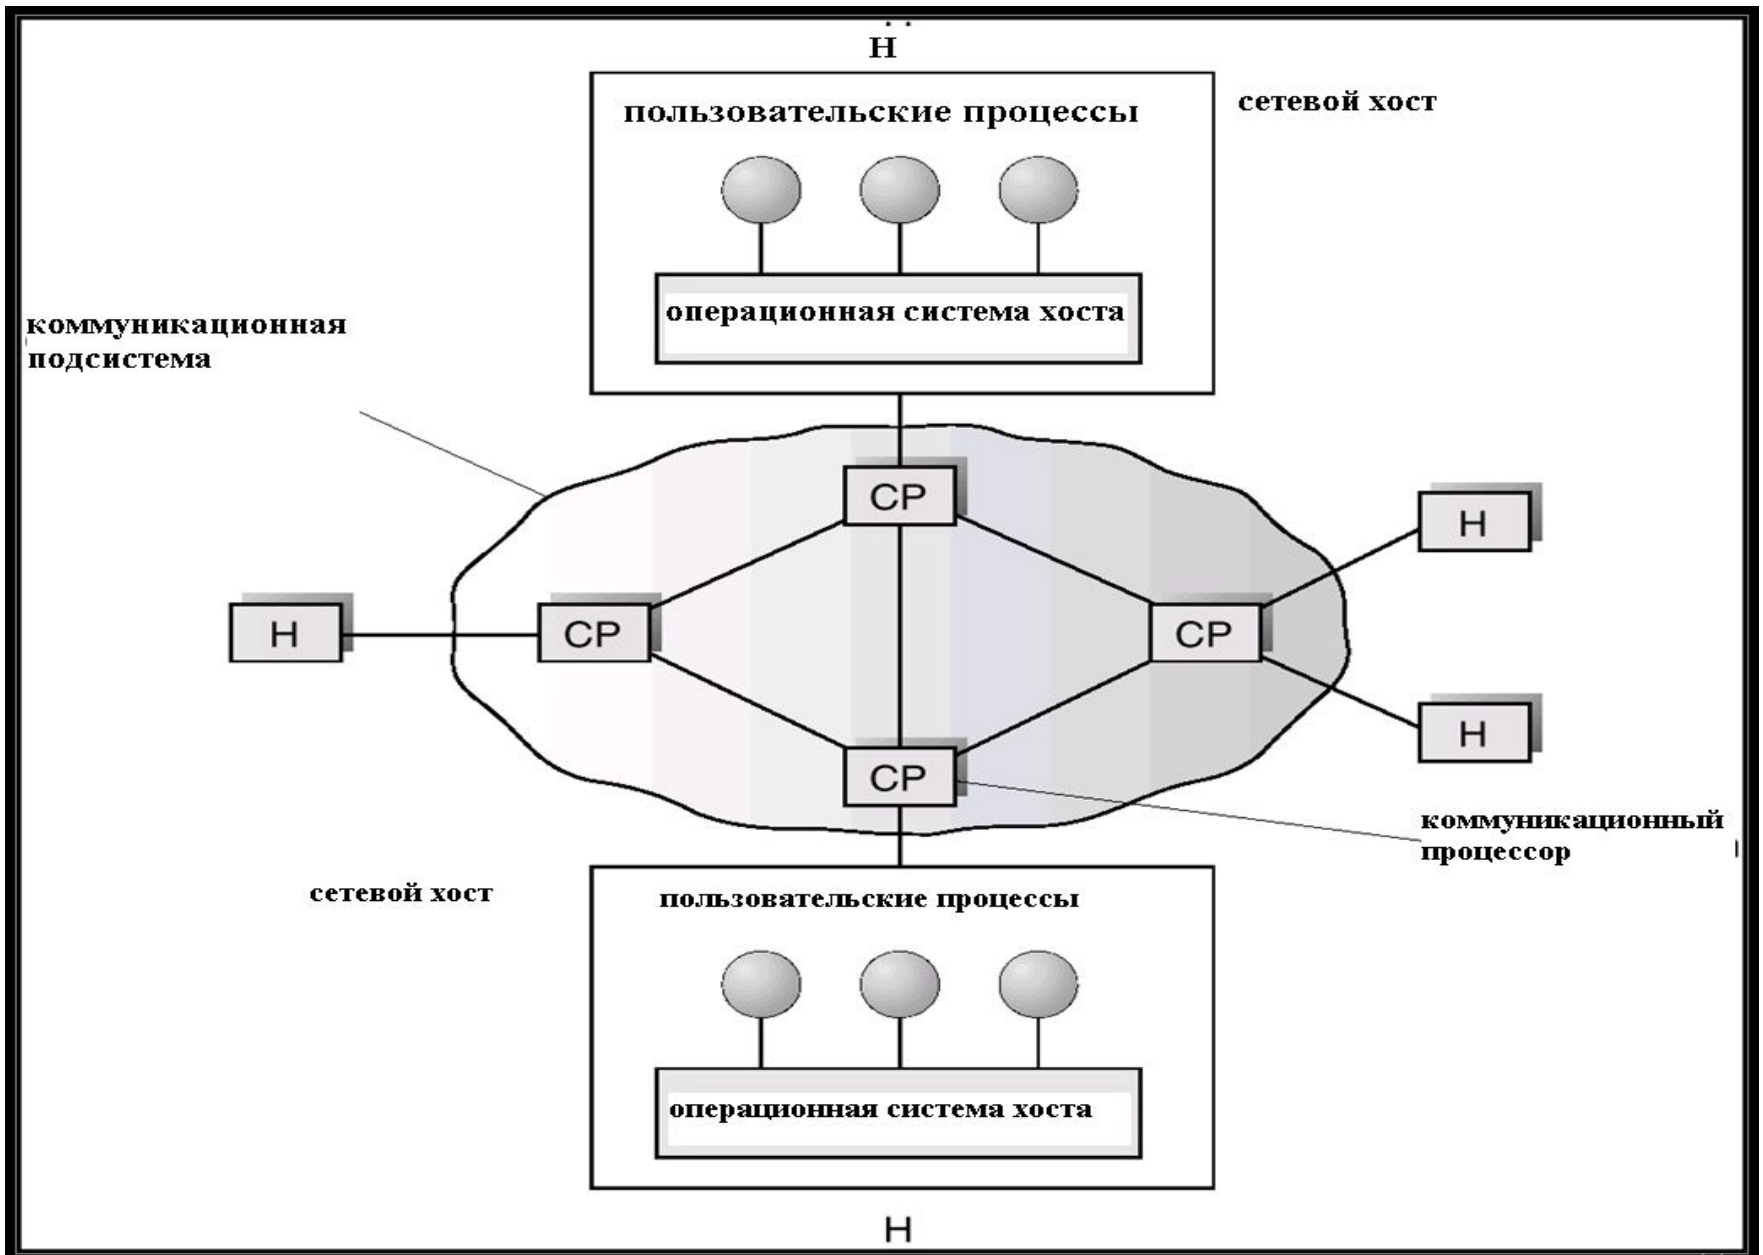 Н
пользовательские процессы
сетевой хост
операционная система хоста
коммуникационная
подсистема
CP
H
H
CP
CP
H
CP
коммуникационный
процессор
сетевой хост
пользовательские процессы
операционная система хоста
H